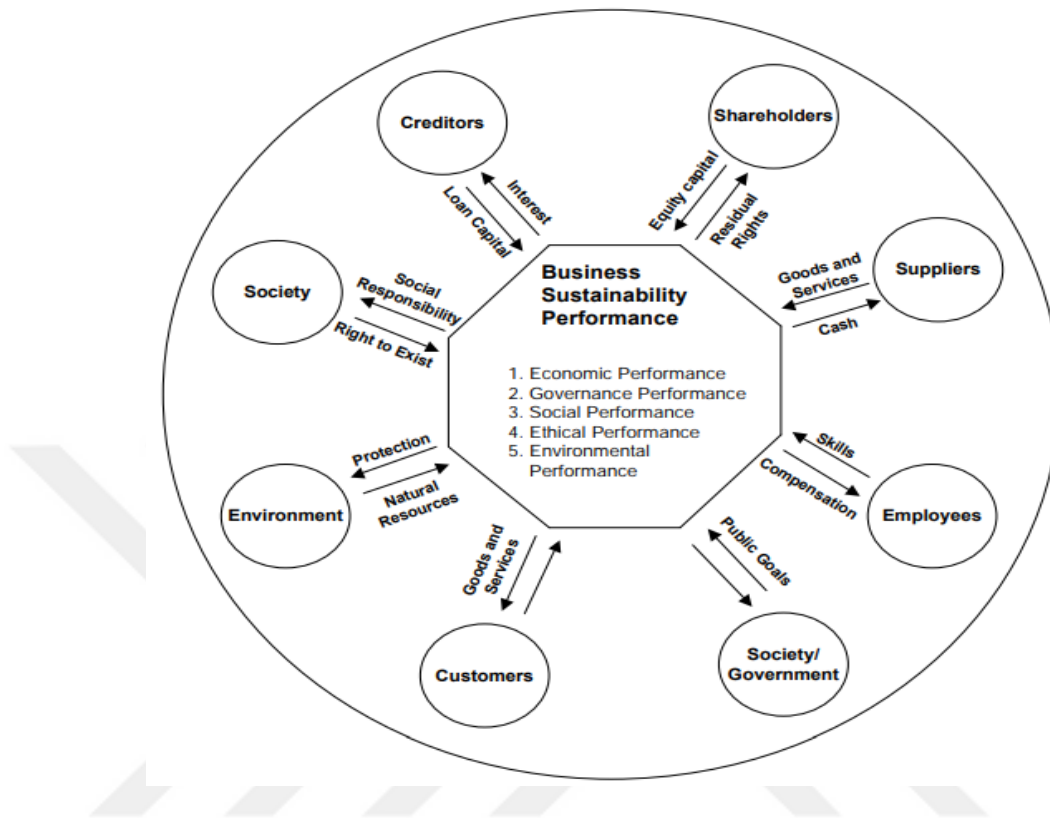 Creditors
Shareholders
Interest
Loan Capital
Equity capital
Residual
Rights
Society
Social
Responsibility
Right to Exist
Goods and
Services
Cash
Suppliers
Business
Sustainability
Performance
1. Economic Performance
2. Governance Performance
3. Social Performance
4. Ethical Performance
5. Environmental
Performance
Protection
Natural
Resources
Environment
Skills
Compensation
Employees
Goods and
Services
Customers
Public Goals
Society/
Government